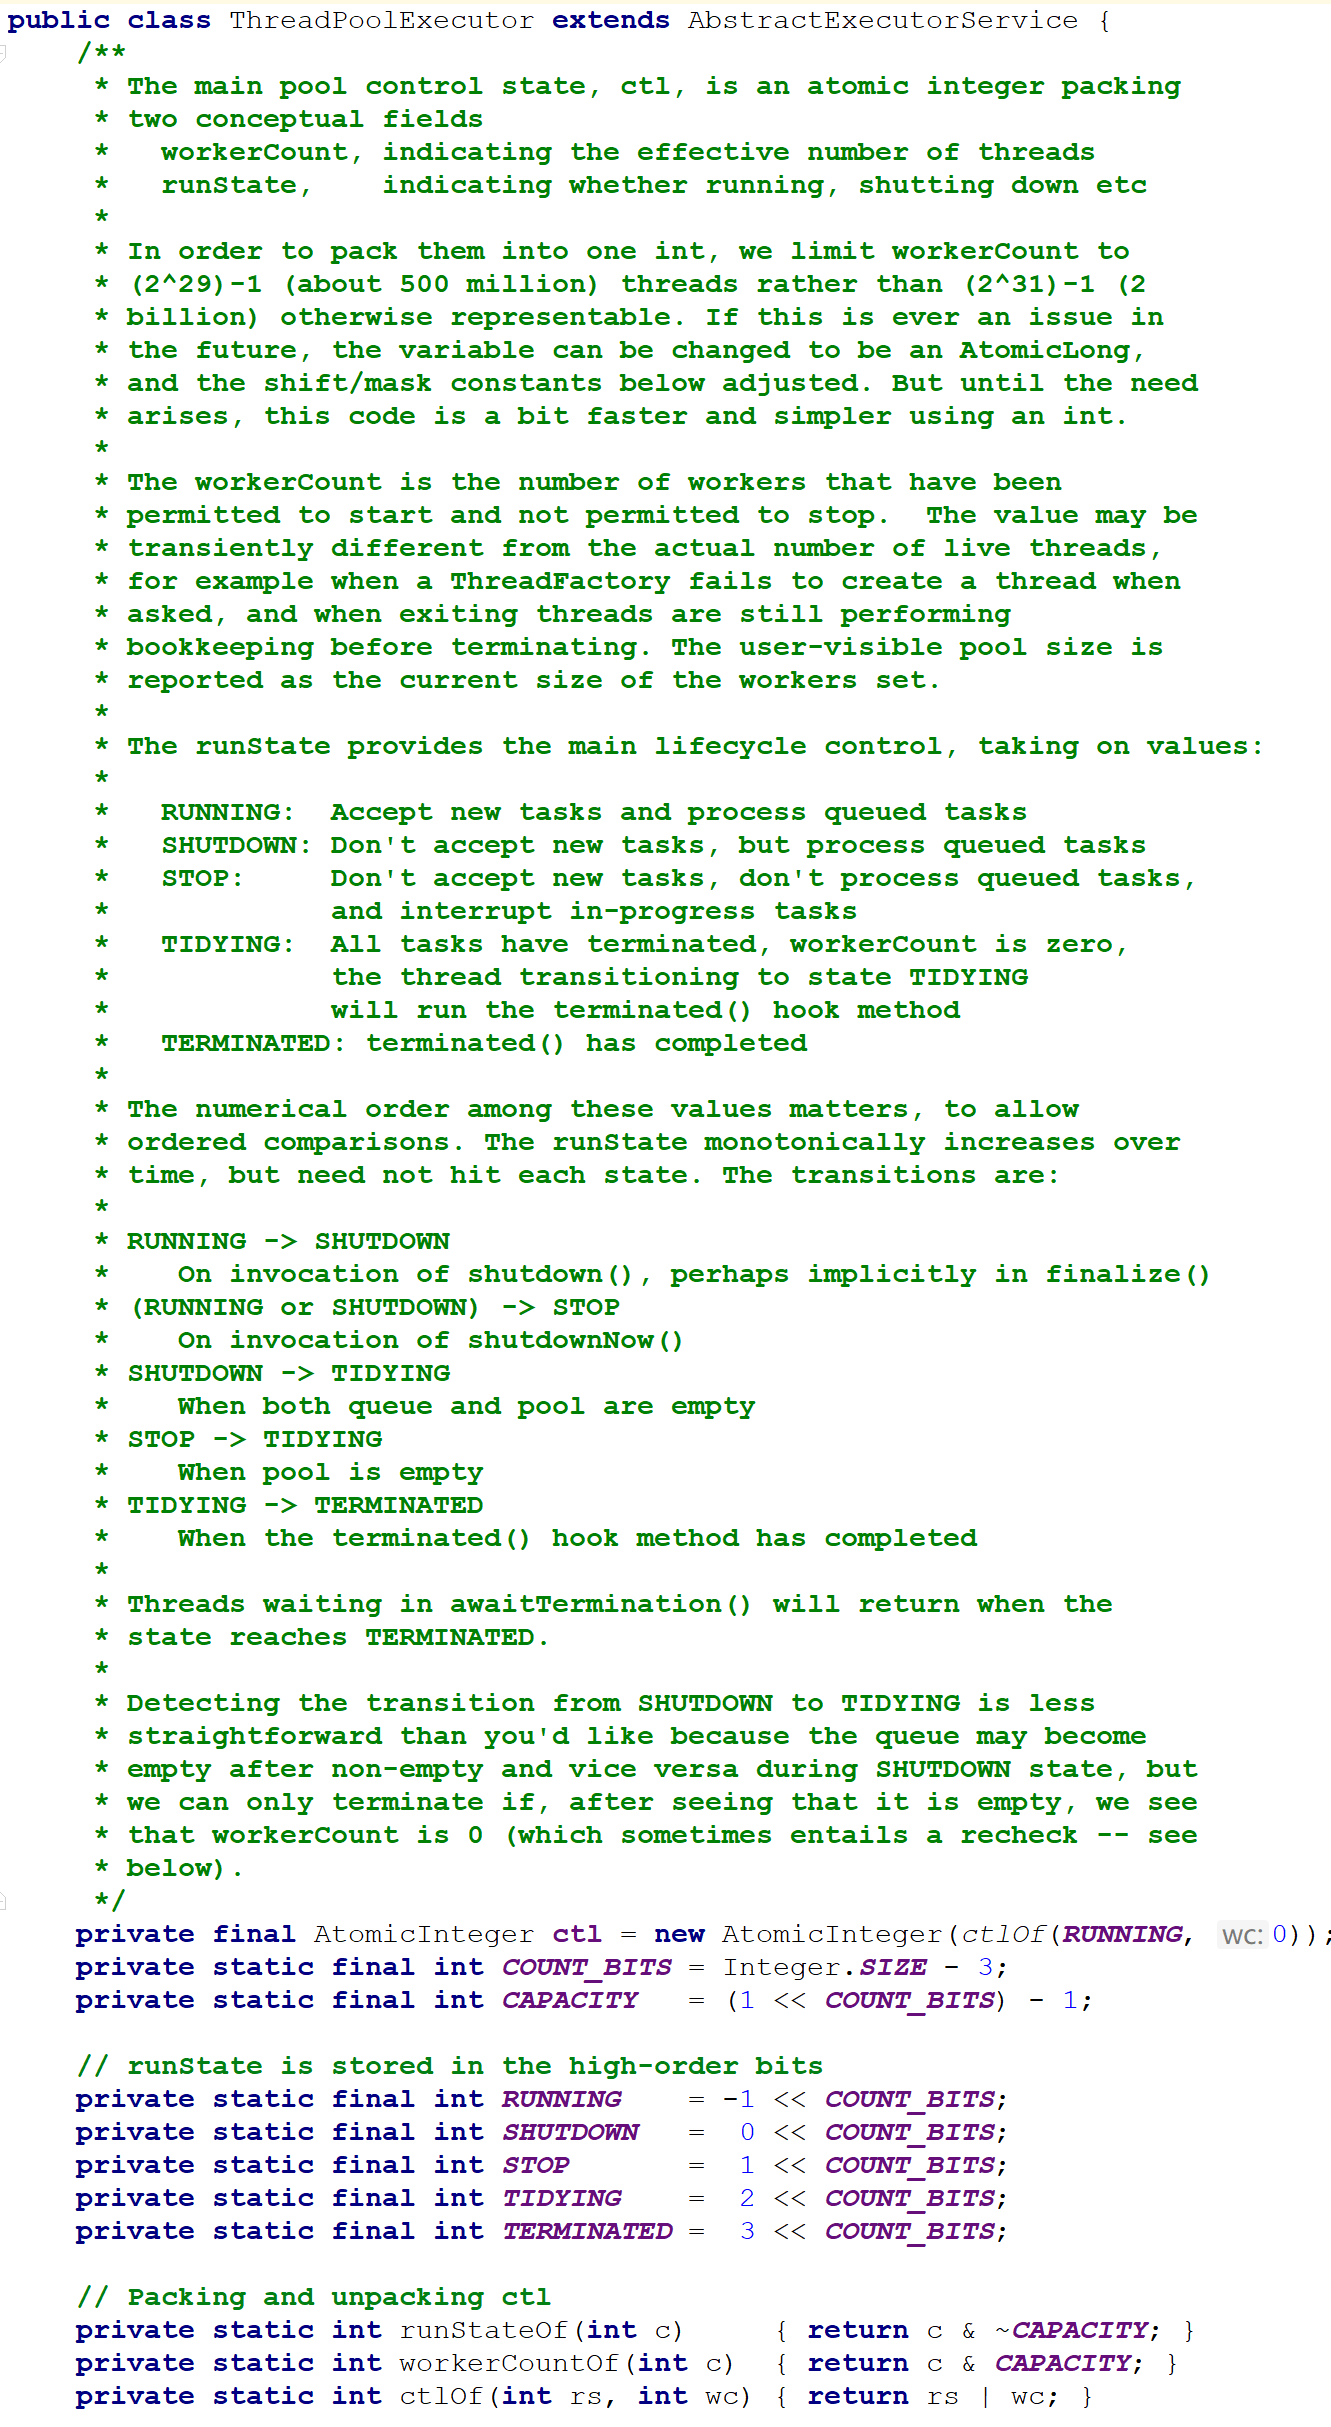 public class ThreadPoolExecutor extends AbstractExecutorService {
    /**
     * The main pool control state, ctl, is an atomic integer packing
     * two conceptual fields
     *   workerCount, indicating the effective number of threads
     *   runState,    indicating whether running, shutting down etc
     *
     * In order to pack them into one int, we limit workerCount to
     * (2^29)-1 (about 500 million) threads rather than (2^31)-1 (2
     * billion) otherwise representable. If this is ever an issue in
     * the future, the variable can be changed to be an AtomicLong,
     * and the shift/mask constants below adjusted. But until the need
     * arises, this code is a bit faster and simpler using an int.
     *
     * The workerCount is the number of workers that have been
     * permitted to start and not permitted to stop.  The value may be
     * transiently different from the actual number of live threads,
     * for example when a ThreadFactory fails to create a thread when
     * asked, and when exiting threads are still performing
     * bookkeeping before terminating. The user-visible pool size is
     * reported as the current size of the workers set.
     *
     * The runState provides the main lifecycle control, taking on values:
     *
     *   RUNNING:  Accept new tasks and process queued tasks
     *   SHUTDOWN: Don't accept new tasks, but process queued tasks
     *   STOP:     Don't accept new tasks, don't process queued tasks,
     *             and interrupt in-progress tasks
     *   TIDYING:  All tasks have terminated, workerCount is zero,
     *             the thread transitioning to state TIDYING
     *             will run the terminated() hook method
     *   TERMINATED: terminated() has completed
     *
     * The numerical order among these values matters, to allow
     * ordered comparisons. The runState monotonically increases over
     * time, but need not hit each state. The transitions are:
     *
     * RUNNING -> SHUTDOWN
     *    On invocation of shutdown(), perhaps implicitly in finalize()
     * (RUNNING or SHUTDOWN) -> STOP
     *    On invocation of shutdownNow()
     * SHUTDOWN -> TIDYING
     *    When both queue and pool are empty
     * STOP -> TIDYING
     *    When pool is empty
     * TIDYING -> TERMINATED
     *    When the terminated() hook method has completed
     *
     * Threads waiting in awaitTermination() will return when the
     * state reaches TERMINATED.
     *
     * Detecting the transition from SHUTDOWN to TIDYING is less
     * straightforward than you'd like because the queue may become
     * empty after non-empty and vice versa during SHUTDOWN state, but
     * we can only terminate if, after seeing that it is empty, we see
     * that workerCount is 0 (which sometimes entails a recheck -- see
     * below).
     */
    private final AtomicInteger ctl = new AtomicInteger(ctlOf(RUNNING, wc: 0));
    private static final int COUNT_BITS = Integer.SIZE - 3;
    private static final int CAPACITY   = (1 << COUNT_BITS) - 1;

    // runState is stored in the high-order bits
    private static final int RUNNING    = -1 << COUNT_BITS;
    private static final int SHUTDOWN   =  0 << COUNT_BITS;
    private static final int STOP       =  1 << COUNT_BITS;
    private static final int TIDYING    =  2 << COUNT_BITS;
    private static final int TERMINATED =  3 << COUNT_BITS;

    // Packing and unpacking ctl
    private static int runStateOf(int c)     { return c & ~CAPACITY; }
    private static int workerCountOf(int c)  { return c & CAPACITY; }
    private static int ctlOf(int rs, int wc) { return rs | wc; }